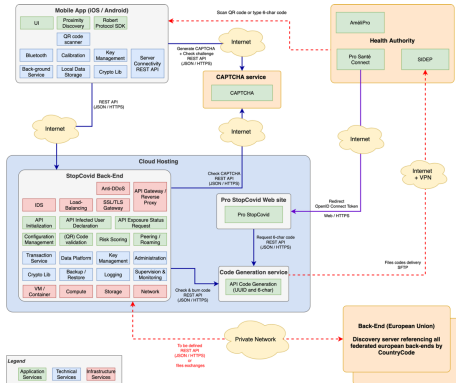 Mobile App (iOS / Android)
UI
Proximity
Discovery
Robert
Protocol SDK
QR code
scanner
Bluetooth
Calibration
Key
Management
Server
Connectivity
REST API
Back-ground
Service
Local Data
Storage
Crypto Lib
Scan QR code or type 6-char code
Generate CAPTCHA
+ Check challenge
REST API
(JSON / HTTPS)
Internet
CAPTCHA service
CAPTCHA
Health Authority
AméliPro
Pro Santé
Connect
SIDEP
REST API
(JSON / HTTPS)
Internet
Internet
Internet
Internet
+ VPN
Cloud Hosting
StopCovid Back-End
Anti-DDoS
API Gateway /
Reverse
Proxy
IDS
Load-
Balancing
SSL/TLS
Gateway
API
Initialization
API Infected User
Declaration
API Exposure Status
Request
Configuration
Management
(QR) Code
validation
Risk Scoring
Peering /
Roaming
Transaction
Service
Data Platform
Key
Management
Administration
Crypto Lib
Backup /
Restore
Logging
Supervision &
Monitoring
VM /
Container
Compute
Storage
Network
Check CAPTCHA
REST API
(JSON / HTTPS)
Pro StopCovid Web site
Pro StopCovid
Redirect
OpenID Connect Token
Web / HTTPS
Request 6-char code
REST API
(JSON / HTTPS)
Code Generation service
API Code Generation
(UUID and 6-char)
Check & burn code
REST API
(JSON / HTTPS)
Files codes delivery
SFTP
Private Network
To be defined
REST API
(JSON / HTTPS)
or
files exchanges
Back-End (European Union)
Discovery server referencing all
federated european back-ends by
CountryCode
Legend
Application
Services
Technical
Services
Infrastructure
Services